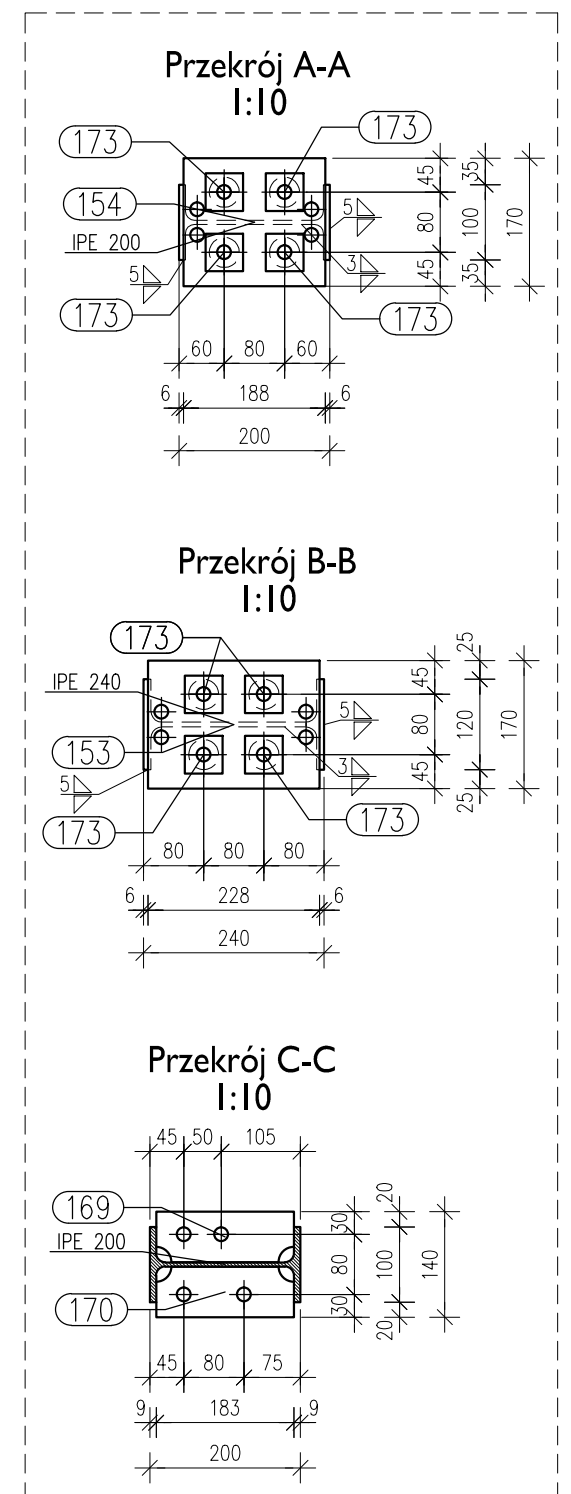 Przekrój A-A
1:10
173 173
154
IPE 200
5 5
3
173 173
45 35
80 100 170
45 35
60 80 60
6 188 6
200
Przekrój B-B
1:10
173
IPE 240
153
5 5
3
173 173
45 25
80 120 170
45 25
80 80 80
6 228 6
240
Przekrój C-C
1:10
45 50 105
169
IPE 200
170
30 20
80 100 140
30 20
45 80 75
9 183 9
200